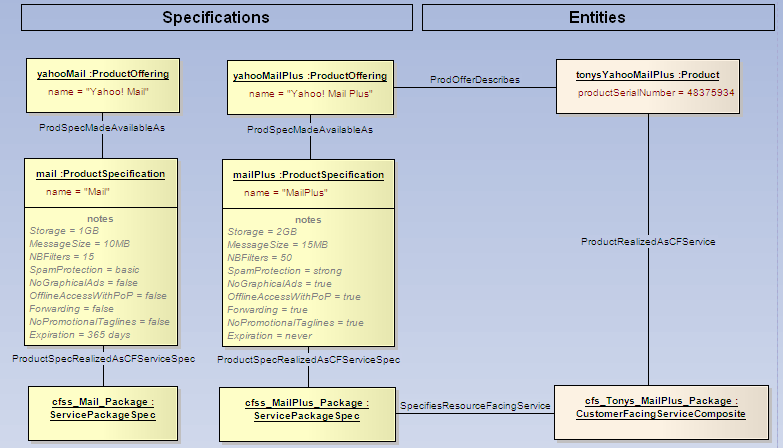 Specifications
Entities
yahooMail :ProductOffering
name = "Yahoo! Mail"
yahooMailPlus :ProductOffering
name = "Yahoo! Mail Plus"
ProdOfferDescribes
tonysYahooMailPlus :Product
productSerialNumber = 48375934
ProdSpecMadeAvailableAs
ProdSpecMadeAvailableAs
mail :ProductSpecification
name = "Mail"
notes
Storage = 1GB
MessageSize = 10MB
NBFilters = 15
SpamProtection = basic
NoGraphicalAds = false
OfflineAccessWithPoP = false
Forwarding = false
NoPromotionalTaglines = false
Expiration = 365 days
mailPlus :ProductSpecification
name = "MailPlus"
notes
Storage = 2GB
MessageSize = 15MB
NBFilters = 50
SpamProtection = strong
NoGraphicalAds = true
OfflineAccessWithPoP = true
Forwarding = true
NoPromotionalTaglines = true
Expiration = never
ProductRealizedAsCFService
ProductSpecRealizedAsCFServiceSpec
ProductSpecRealizedAsCFServiceSpec
cfss_Mail_Package :
ServicePackageSpec
cfss_MailPlus_Package :
ServicePackageSpec
SpecifiesResourceFacingService
cfs_Tonys_MailPlus_Package :
CustomerFacingServiceComposite